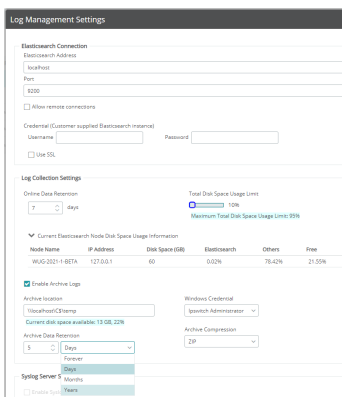 Log Management Settings
Elasticsearch Connection
Elasticsearch Address
localhost
Port
9200
Allow remote connections
Credential (Customer supplied Elasticsearch instance)
Username Password
Use SSL
Log Collection Settings
Online Data Retention Total Disk Space Usage Limit
7 days 10%
Maximum Total Disk Space Usage Limit: 95%
Current Elasticsearch Node Disk Space Usage Information
Node Name IP Address Disk Space (GB) Elasticsearch Others Free
WUG-2021-1-BETA 127.0.0.1 60 0.02% 78.42% 21.55%
Enable Archive Logs
Archive location Windows Credential
\\localhost\C$\temp Ipswitch Administrator
Current disk space available: 13 GB, 22%
Archive Compression
Archive Data Retention ZIP
5 Days
Forever
Days
Months
Syslog Server S
Years
Enable Sys